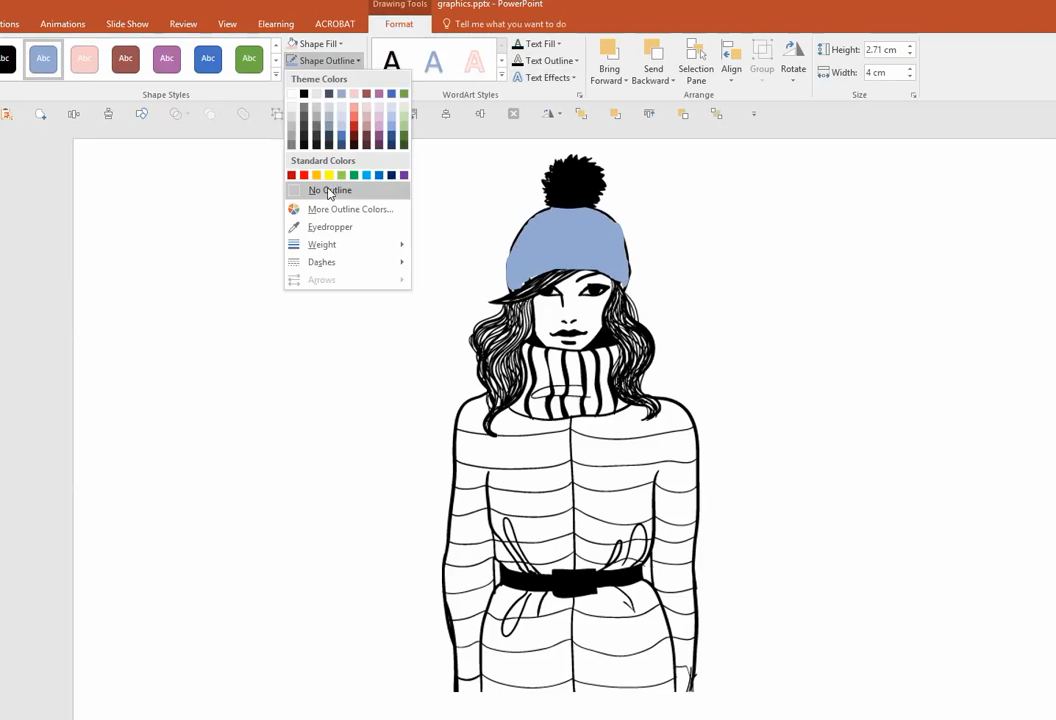 Drawing Tools graphics.pptx - PowerPoint
tions Animations Slide Show Review View Elearning ACROBAT Format Tell me what you want to do
Abc Abc Abc Abc Abc Abc
Shape Fill
Shape Outline
Shape Styles
Theme Colors
Standard Colors
No Outline
More Outline Colors...
Eyedropper
Weight
Dashes
Arrows
A A A
Text Fill
Text Outline
Text Effects
WordArt Styles
Bring Forward
Send Backward
Selection Pane
Align
Group
Rotate
Arrange
Height: 2.71 cm
Width: 4 cm
Size